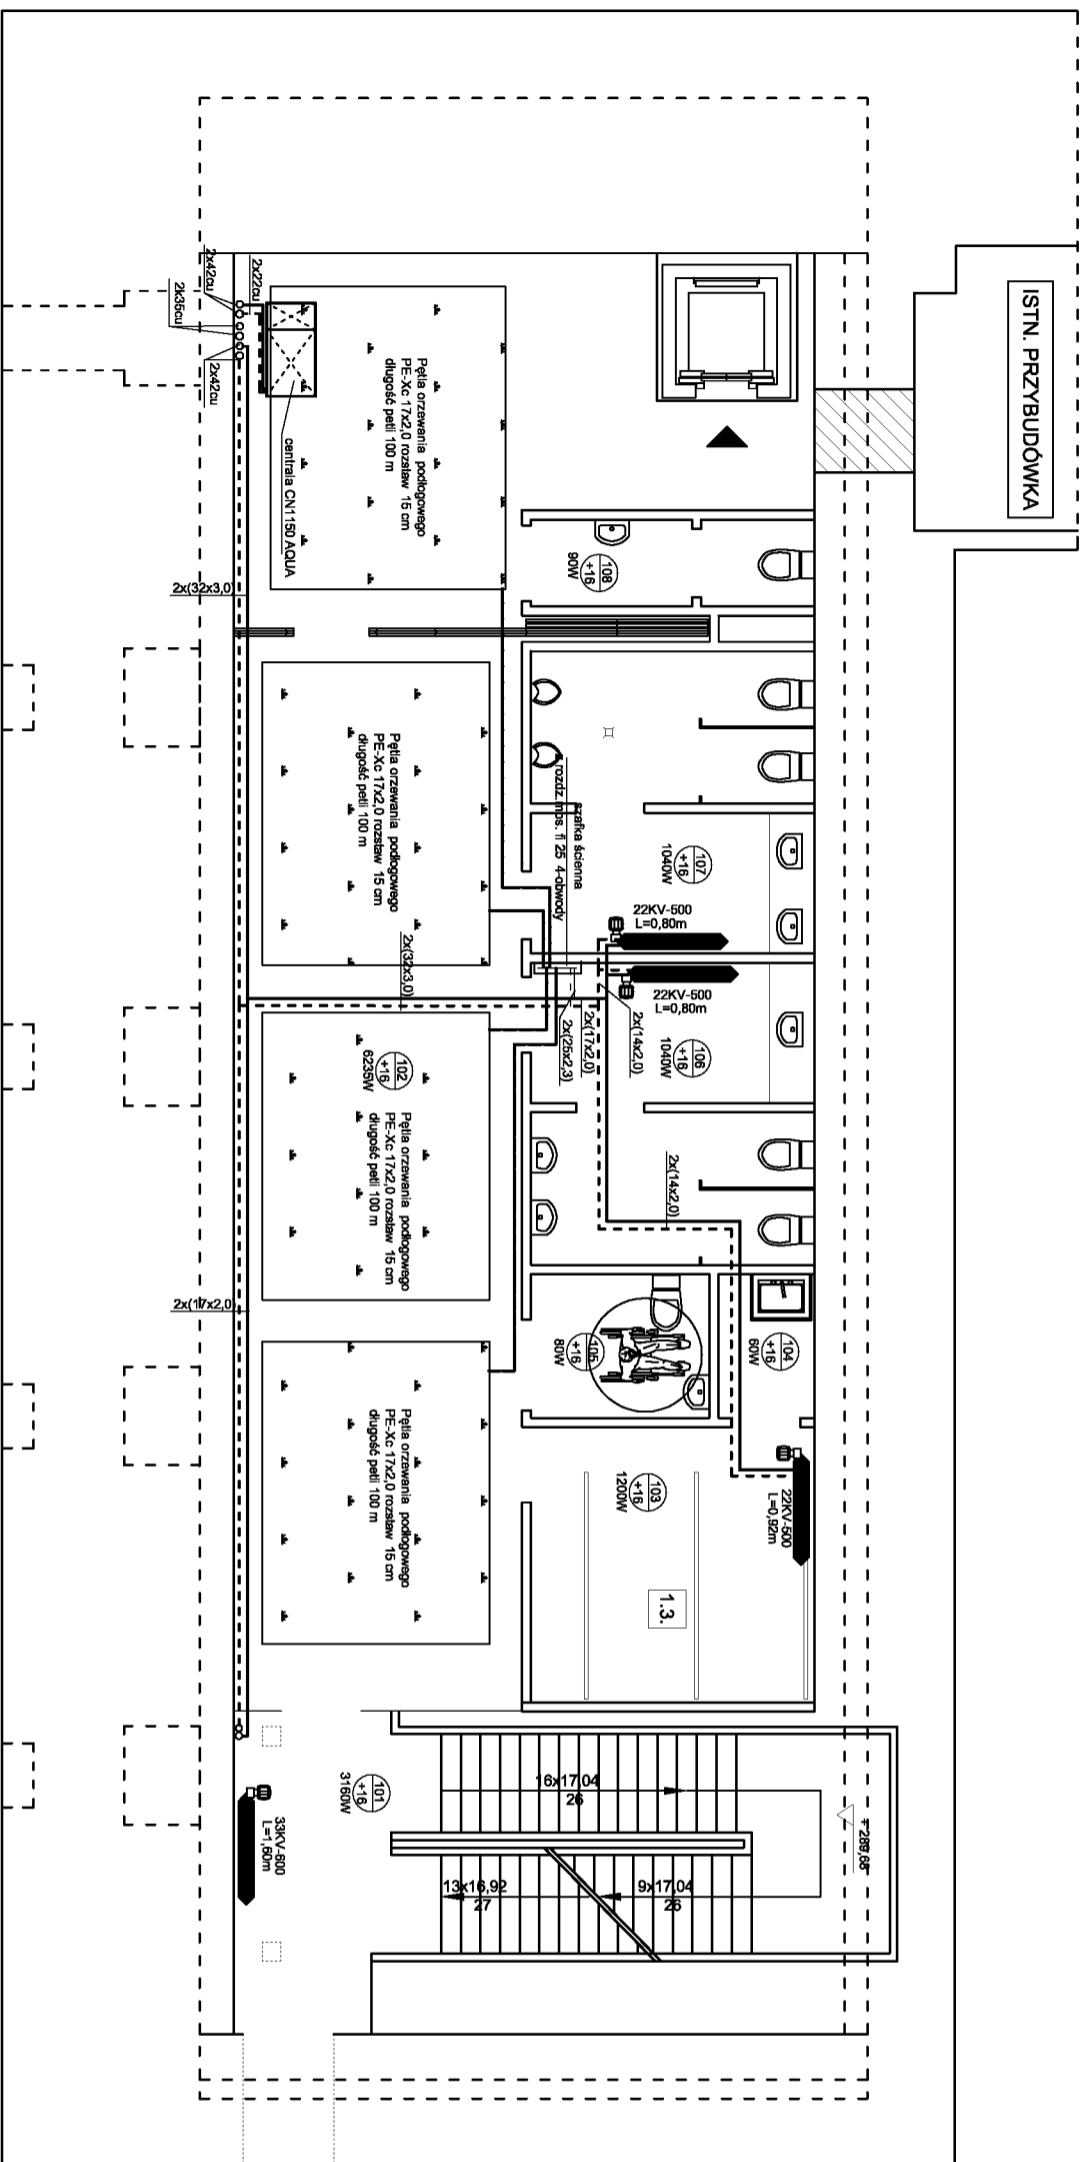 ISTN. PRZYBUDÓWKA
2x42cu
2x22cu
2k35cu
2x42cu
centrala CN1150 AQUA
Pętla orzewania podłogowego
PE-Xc 17x2,0 rozstaw 15 cm
długość petli 100 m
108
+16
90W
2x(32x3,0)
Pętla orzewania podłogowego
PE-Xc 17x2,0 rozstaw 15 cm
długość petli 100 m
szafka ścienna
rozdz. mos. fi 25 4-obwody
107
+16
1040W
22KV-500
L=0,80m
22KV-500
L=0,80m
2x(32x3,0)
2x(14x2,0)
2x(17x2,0)
2x(25x2,3)
106
+16
1040W
102
+16
6235W
Pętla orzewania podłogowego
PE-Xc 17x2,0 rozstaw 15 cm
długość petli 100 m
2x(14x2,0)
2x(17x2,0)
104
+16
60W
105
+16
80W
Pętla orzewania podłogowego
PE-Xc 17x2,0 rozstaw 15 cm
długość petli 100 m
103
+16
1200W
22KV-500
L=0,92m
1.3.
101
+16
3160W
16x17,04
26
+ 289,68
33KV-600
L=1,60m
13x16,92
27
9x17,04
26